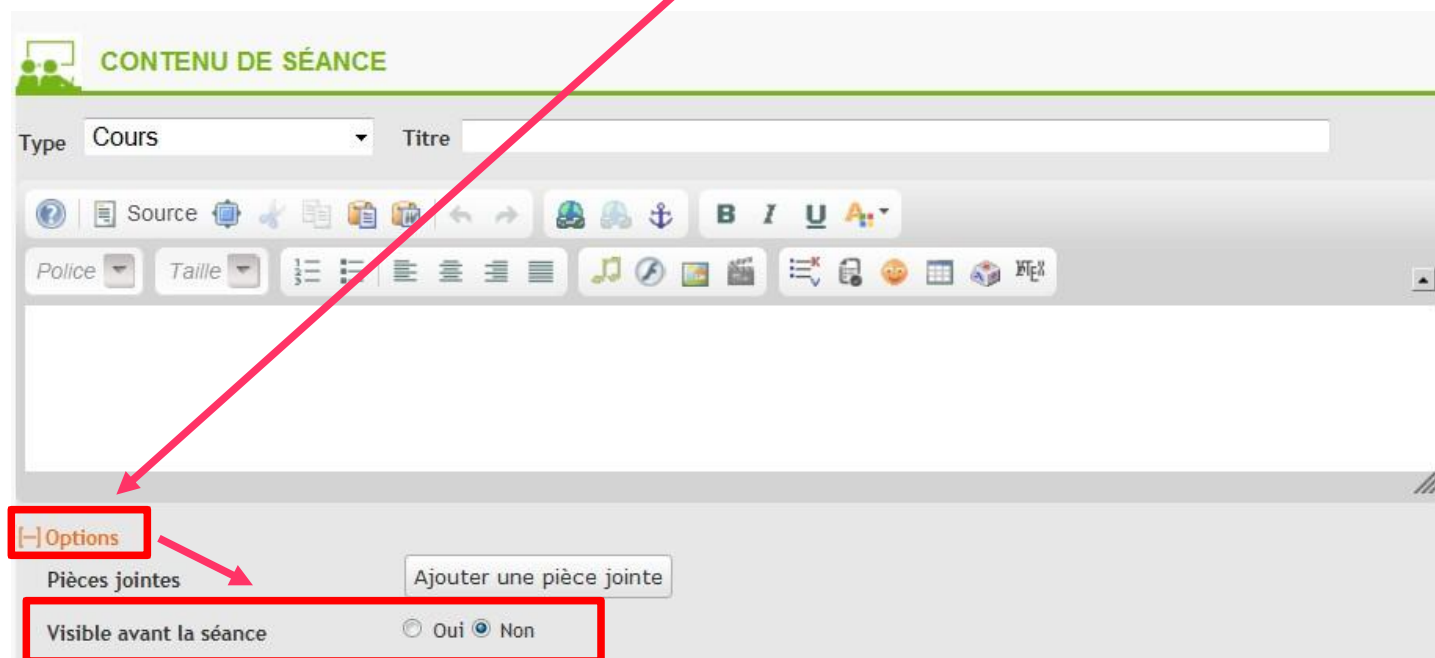 CONTENU DE SÉANCE
Type Cours Titre
Source B I U A
Police Taille
[–] Options
Pièces jointes Ajouter une pièce jointe
Visible avant la séance Oui Non